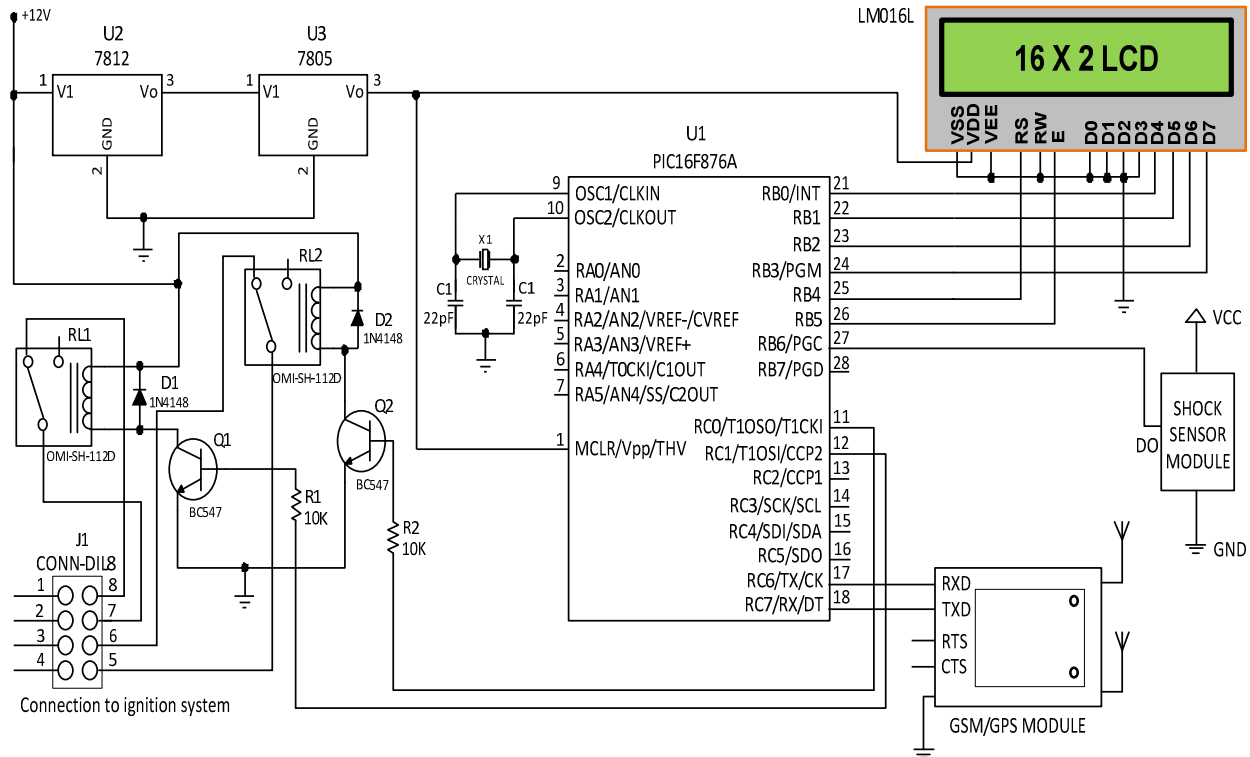 +12V
U2
7812
1
V1
Vo
3
GND
2
U3
7805
1
V1
Vo
3
GND
2
LM016L
16 X 2 LCD
VSS
VDD
VEE
RS
RW
E
D0
D1
D2
D3
D4
D5
D6
D7
U1
PIC16F876A
9
OSC1/CLKIN
10
OSC2/CLKOUT
2
RA0/AN0
3
RA1/AN1
4
RA2/AN2/VREF-/CVREF
5
RA3/AN3/VREF+
6
RA4/TOCKI/C1OUT
7
RA5/AN4/SS/C2OUT
1
MCLR/Vpp/THV
21
RB0/INT
22
RB1
23
RB2
24
RB3/PGM
25
RB4
26
RB5
27
RB6/PGC
28
RB7/PGD
11
RC0/T1OSO/T1CKI
12
RC1/T1OSI/CCP2
13
RC2/CCP1
14
RC3/SCK/SCL
15
RC4/SDI/SDA
16
RC5/SDO
17
RC6/TX/CK
18
RC7/RX/DT
X1
CRYSTAL
C1
22pF
C1
22pF
RL2
D2
1N4148
OMI-SH-112D
RL1
D1
1N4148
OMI-SH-112D
Q1
BC547
Q2
BC547
R1
10K
R2
10K
VCC
SHOCK
SENSOR
MODULE
DO
GND
J1
CONN-DIL8
1
8
2
7
3
6
4
5
Connection to ignition system
RXD
TXD
RTS
CTS
GSM/GPS MODULE